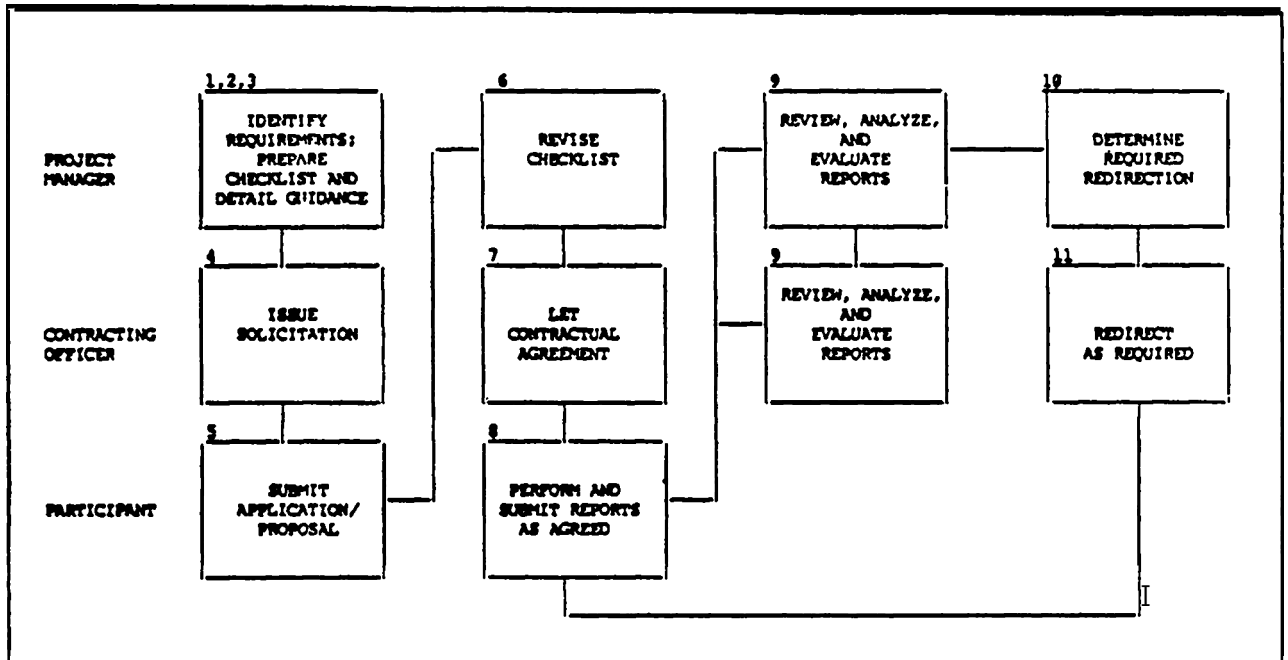 1,2,3
IDENTIFY
REQUIREMENTS;
PREPARE
CHECKLIST AND
DETAIL GUIDANCE
6
REVISE
CHECKLIST
9
REVIEW, ANALYZE,
AND
EVALUATE
REPORTS
10
DETERMINE
REQUIRED
REDIRECTION
PROJECT
MANAGER
4
ISSUE
SOLICITATION
7
LET
CONTRACTUAL
AGREEMENT
9
REVIEW, ANALYZE,
AND
EVALUATE
REPORTS
11
REDIRECT
AS REQUIRED
CONTRACTING
OFFICER
5
SUBMIT
APPLICATION/
PROPOSAL
8
PERFORM AND
SUBMIT REPORTS
AS AGREED
PARTICIPANT